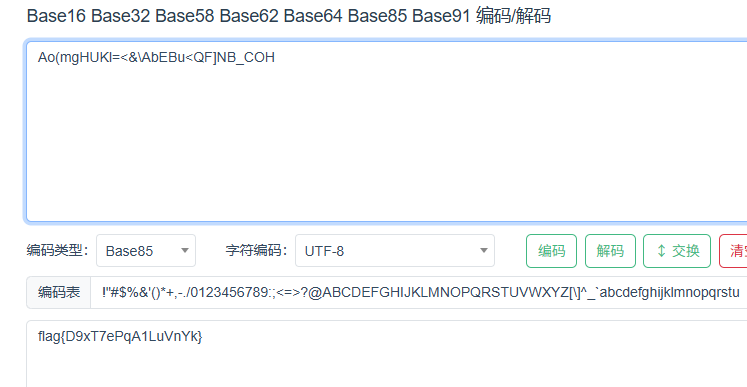 Base16 Base32 Base58 Base62 Base64 Base85 Base91 编码/解码
Ao(mgHUKI=<&\AbEBu<QF]NB_COH
编码类型: Base85 字符编码: UTF-8 编码 解码 ↕ 交换
编码表 !"#$%&'()*+,-./0123456789:;<=>?@ABCDEFGHIJKLMNOPQRSTUVWXYZ[\]^_`abcdefghijklmnopqrstu
flag{D9xT7ePqA1LuVnYk}